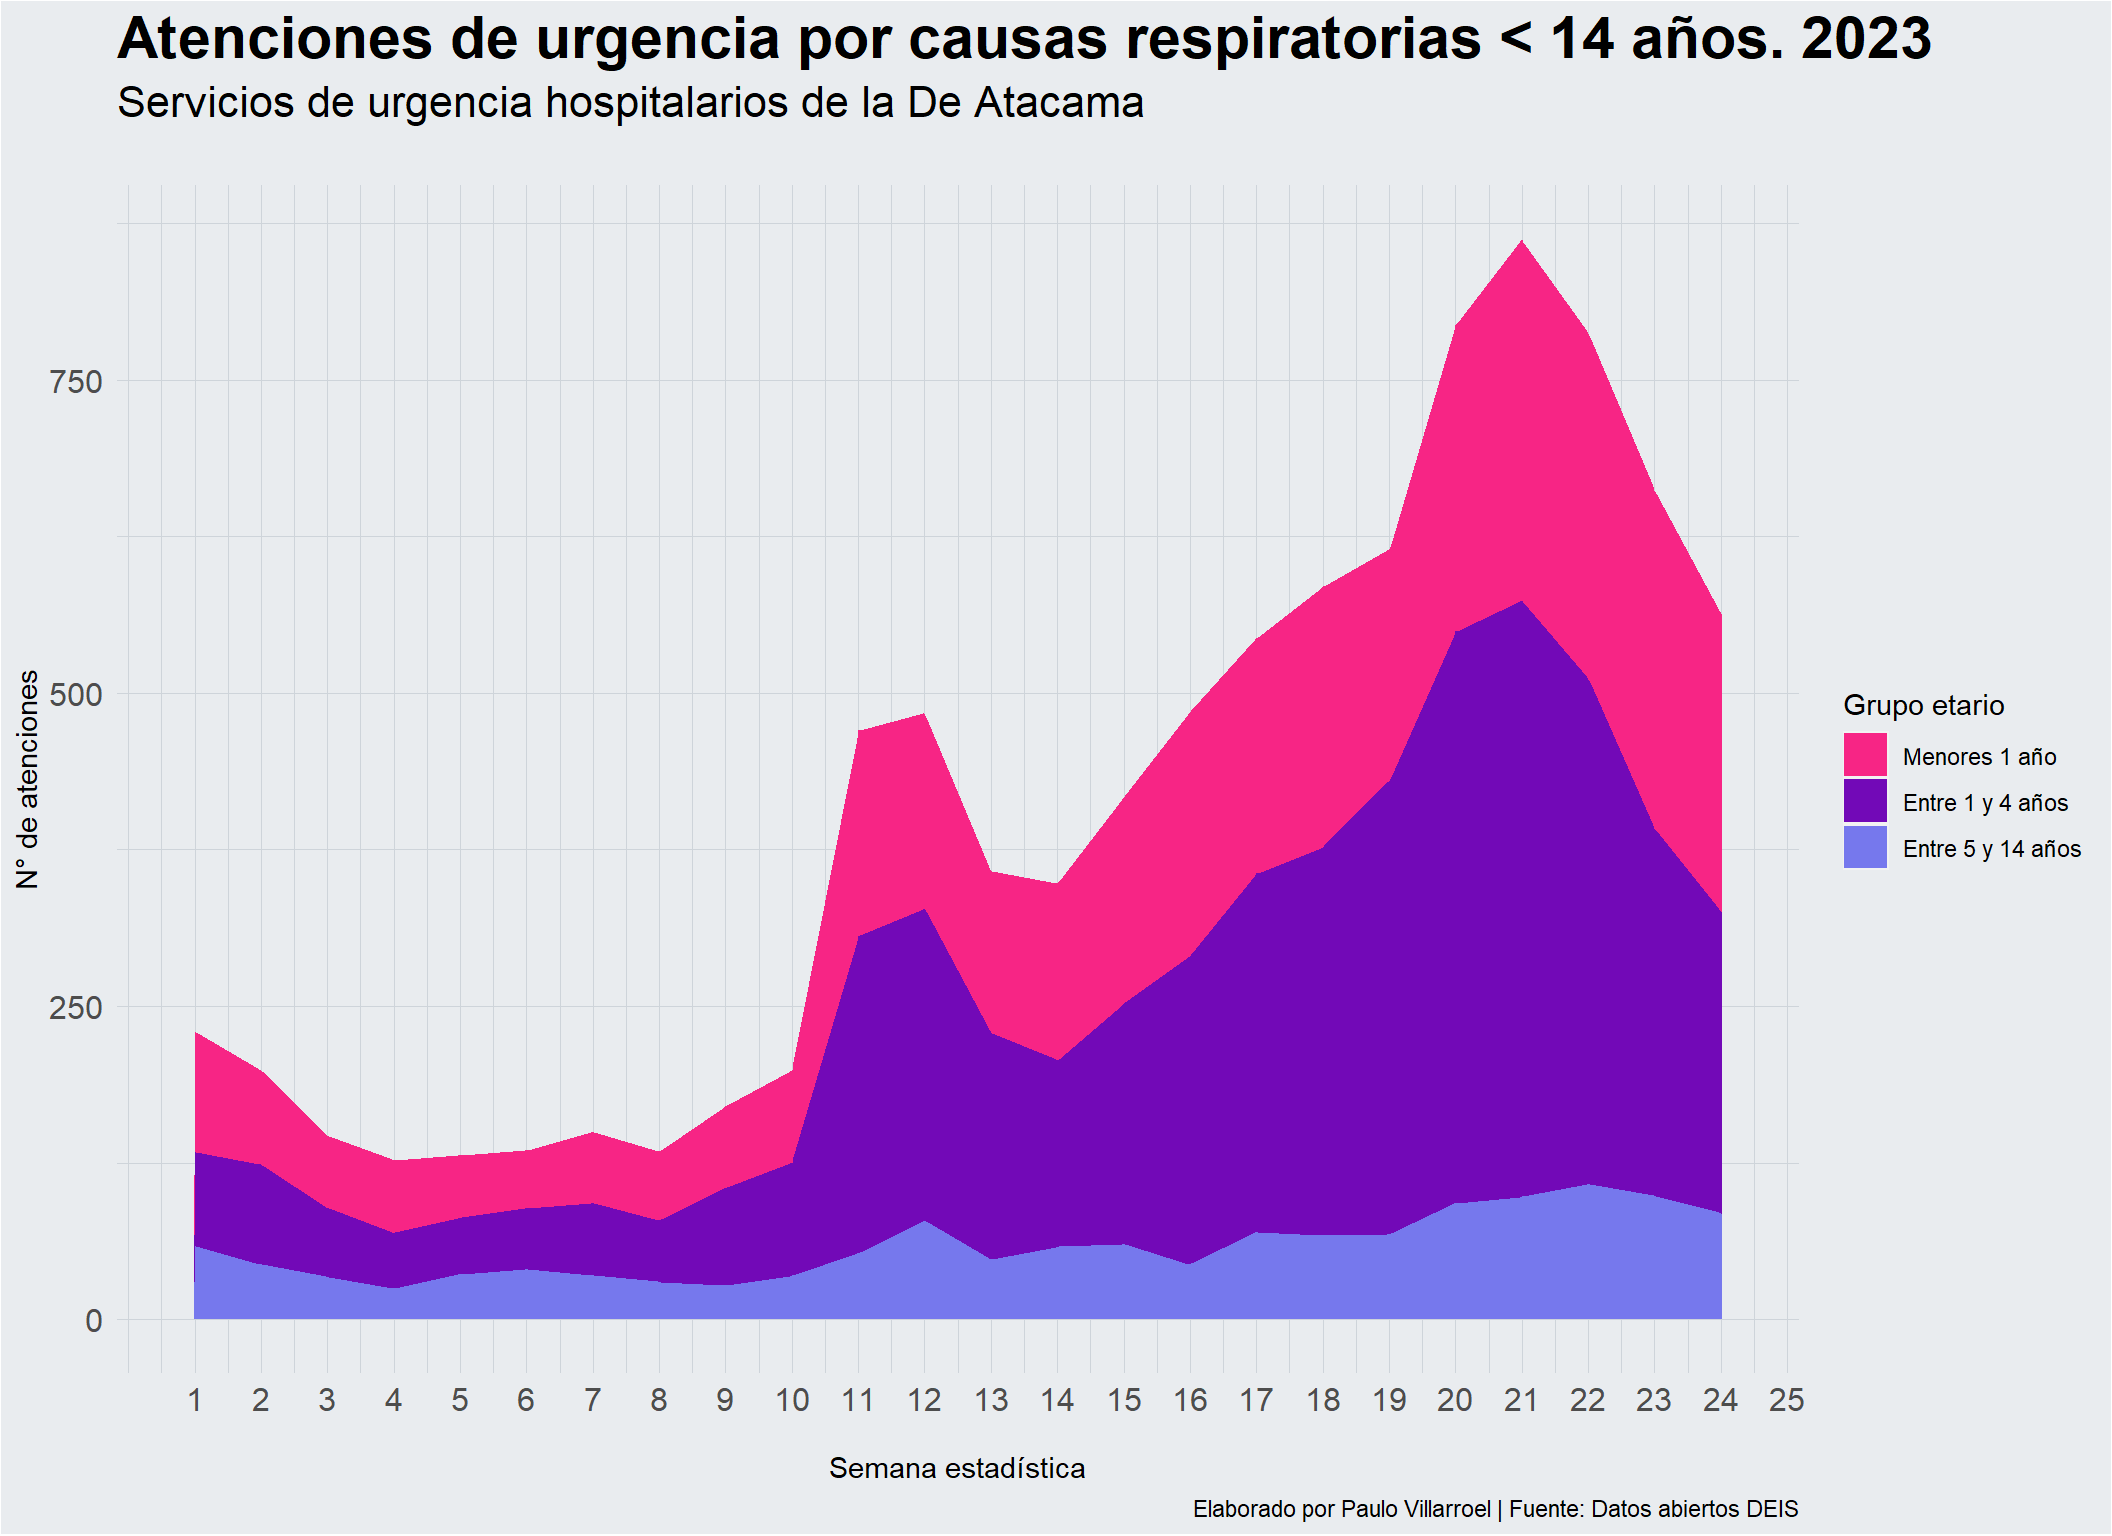 Atenciones de urgencia por causas respiratorias < 14 años. 2023
Servicios de urgencia hospitalarios de la De Atacama
750
500
250
0
N° de atenciones
1 2 3 4 5 6 7 8 9 10 11 12 13 14 15 16 17 18 19 20 21 22 23 24 25
Semana estadística
Grupo etario
Menores 1 año
Entre 1 y 4 años
Entre 5 y 14 años
Elaborado por Paulo Villarroel | Fuente: Datos abiertos DEIS